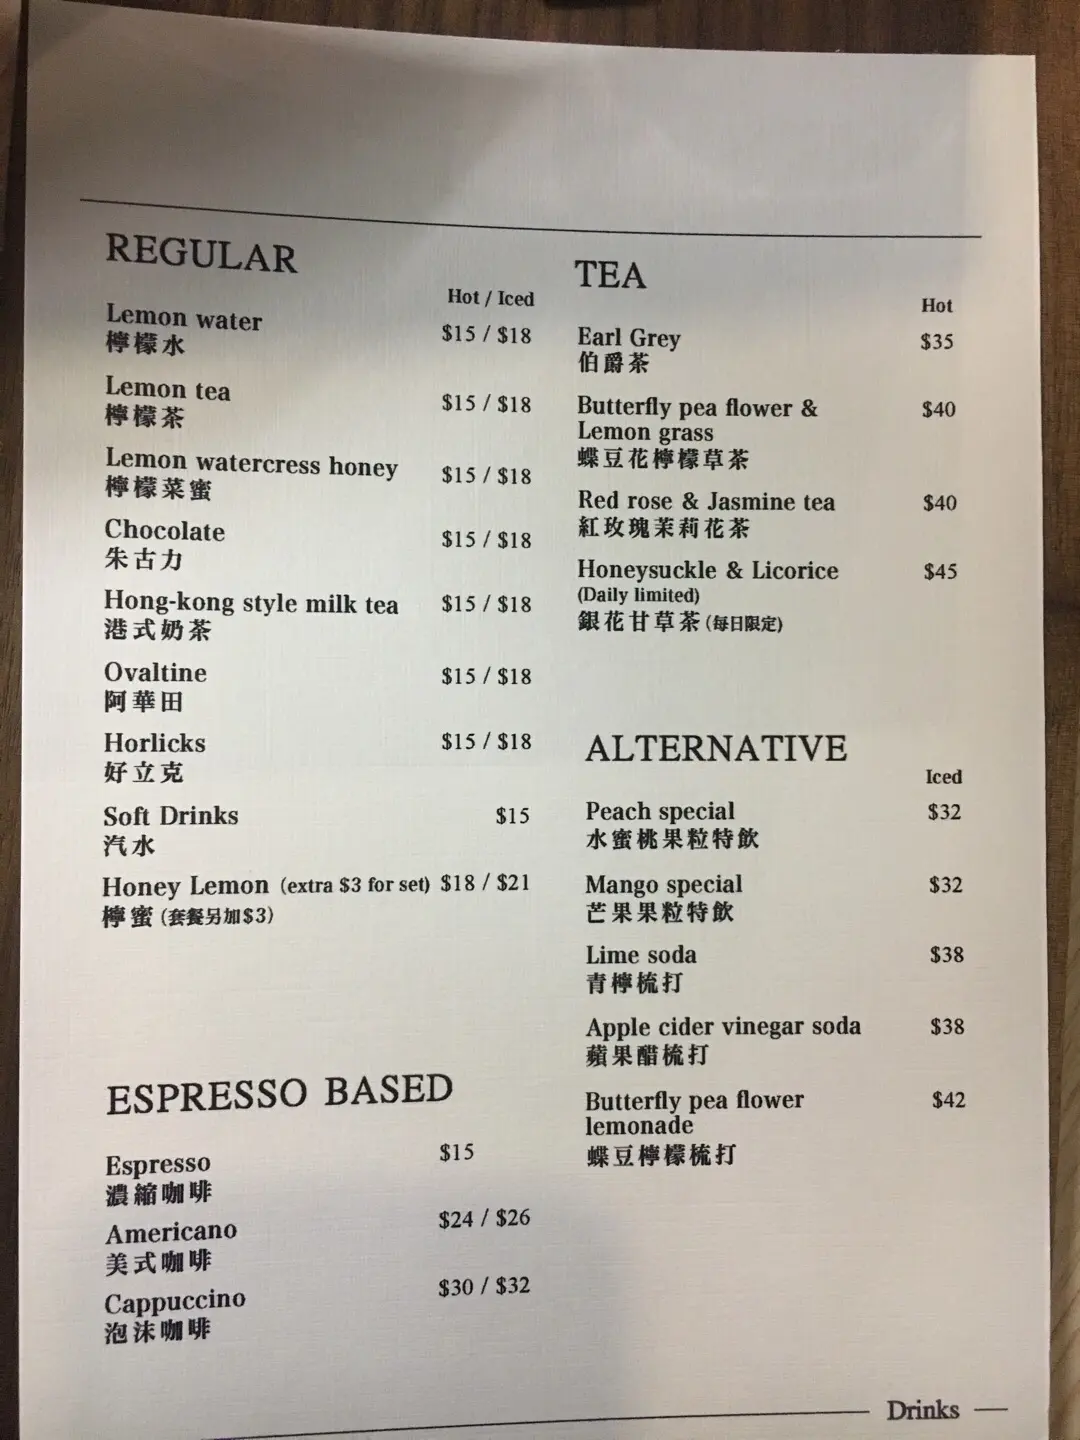 REGULAR
Hot / Iced
Lemon water $15 / $18
檸檬水
Lemon tea $15 / $18
檸檬茶
Lemon watercress honey $15 / $18
檸檬菜蜜
Chocolate $15 / $18
朱古力
Hong-kong style milk tea $15 / $18
港式奶茶
Ovaltine $15 / $18
阿華田
Horlicks $15 / $18
好立克
Soft Drinks $15
汽水
Honey Lemon (extra $3 for set) $18 / $21
檸蜜 (套餐另加$3)
ESPRESSO BASED
Espresso $15
濃縮咖啡
Americano $24 / $26
美式咖啡
Cappuccino $30 / $32
泡沫咖啡
TEA
Hot
Earl Grey $35
伯爵茶
Butterfly pea flower & $40
Lemon grass
蝶豆花檸檬草茶
Red rose & Jasmine tea $40
紅玫瑰茉莉花茶
Honeysuckle & Licorice $45
(Daily limited)
銀花甘草茶 (每日限定)
ALTERNATIVE
Iced
Peach special $32
水蜜桃果粒特飲
Mango special $32
芒果果粒特飲
Lime soda $38
青檸梳打
Apple cider vinegar soda $38
蘋果醋梳打
Butterfly pea flower $42
lemonade
蝶豆檸檬梳打
Drinks